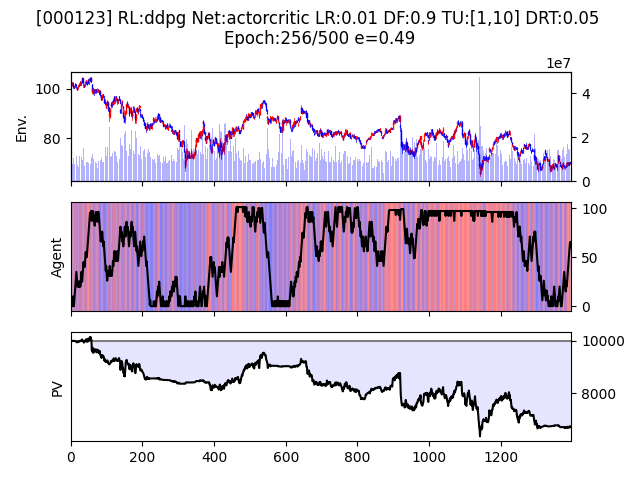 [000123] RL:ddpg Net:actorcritic LR:0.01 DF:0.9 TU:[1,10] DRT:0.05
Epoch:256/500 e=0.49
1e7
Env.
100
80
4
2
0
Agent
100
50
0
PV
10000
8000
0 200 400 600 800 1000 1200